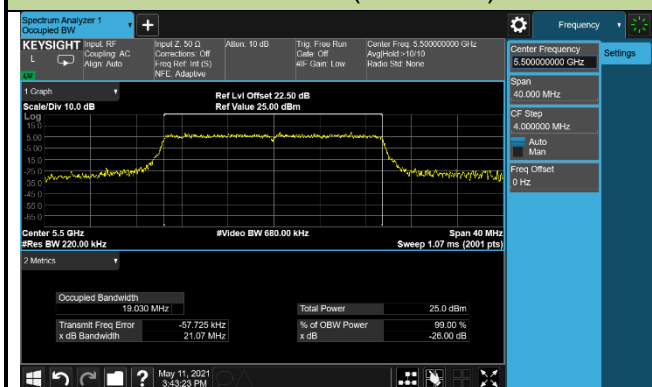 Spectrum Analyzer 1
Occupied BW
Frequency
KEYSIGHT
L
Input: RF
Coupling: AC
Align: Auto
Input Z: 50 Ω
Corrections: Off
Freq Ref: Int (S)
NFE: Adaptive
Atten: 10 dB
Trig: Free Run
Gate: Off
#IF Gain: Low
Center Freq: 5.500000000 GHz
Avg|Hold:>10/10
Radio Std: None
Center Frequency
5.500000000 GHz
Settings
Span
40.000 MHz
CF Step
4.000000 MHz
Auto
Man
Freq Offset
0 Hz
1 Graph
Scale/Div 10.0 dB
Ref Lvl Offset 22.50 dB
Ref Value 25.00 dBm
Log
15.0
5.00
-5.00
-15.0
-25.0
-35.0
-45.0
-55.0
-65.0
Center 5.5 GHz
#Res BW 220.00 kHz
#Video BW 680.00 kHz
Span 40 MHz
Sweep 1.07 ms (2001 pts)
2 Metrics
Occupied Bandwidth
19.030 MHz
Total Power 25.0 dBm
Transmit Freq Error -57.725 kHz
% of OBW Power 99.00 %
x dB Bandwidth 21.07 MHz
x dB -26.00 dB
May 11, 2021
3:43:23 PM